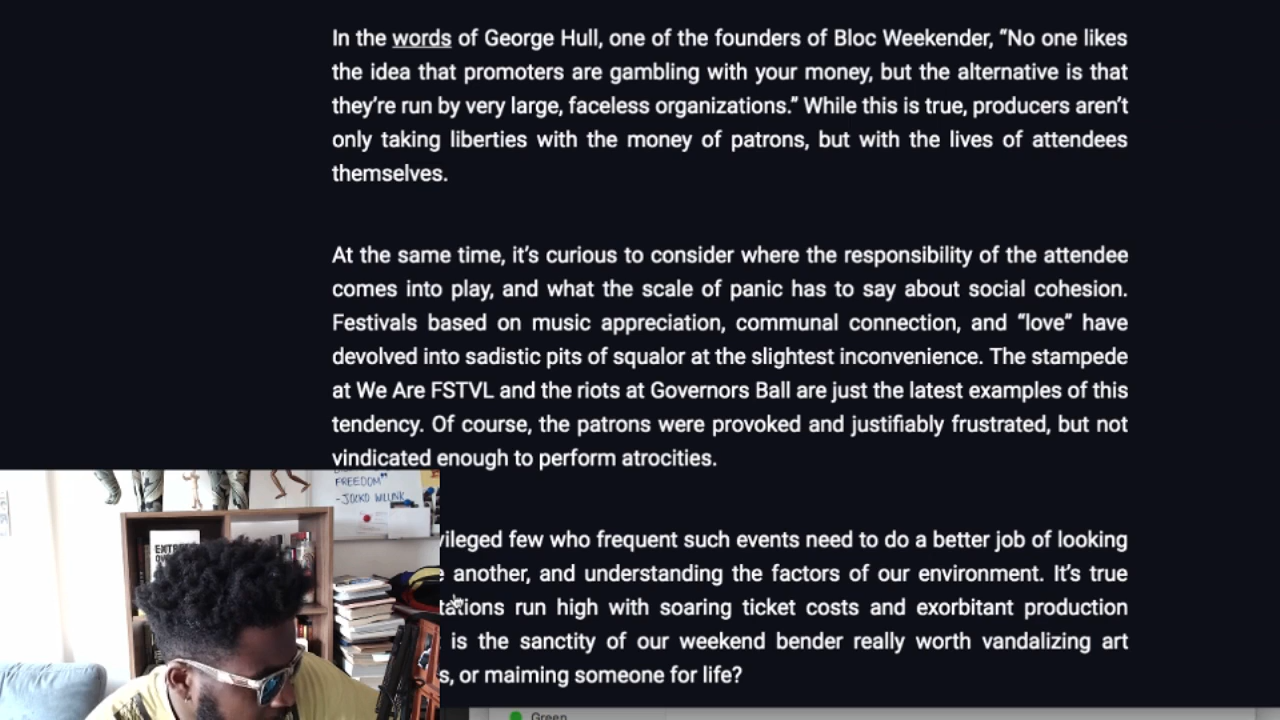 In the words of George Hull, one of the founders of Bloc Weekender, “No one likes
the idea that promoters are gambling with your money, but the alternative is that
they’re run by very large, faceless organizations.” While this is true, producers aren’t
only taking liberties with the money of patrons, but with the lives of attendees
themselves.
At the same time, it’s curious to consider where the responsibility of the attendee
comes into play, and what the scale of panic has to say about social cohesion.
Festivals based on music appreciation, communal connection, and “love” have
devolved into sadistic pits of squalor at the slightest inconvenience. The stampede
at We Are FSTVL and the riots at Governors Ball are just the latest examples of this
tendency. Of course, the patrons were provoked and justifiably frustrated, but not
vindicated enough to perform atrocities.
FREEDOM"
-JOCKO WILLINK
few who frequent such events need to do a better job of looking
another, and understanding the factors of our environment. It’s true
run high with soaring ticket costs and exorbitant production
is the sanctity of our weekend bender really worth vandalizing art
or maiming someone for life?
Green